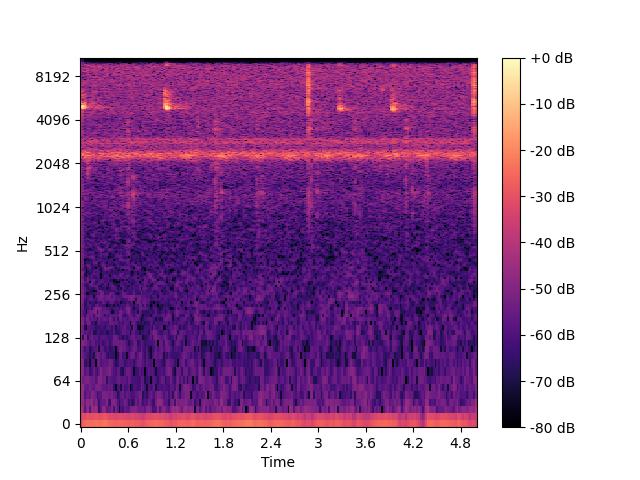 8192
4096
2048
1024
512
256
128
64
0
Hz
0
0.6
1.2
1.8
2.4
3
3.6
4.2
4.8
Time
+0 dB
-10 dB
-20 dB
-30 dB
-40 dB
-50 dB
-60 dB
-70 dB
-80 dB